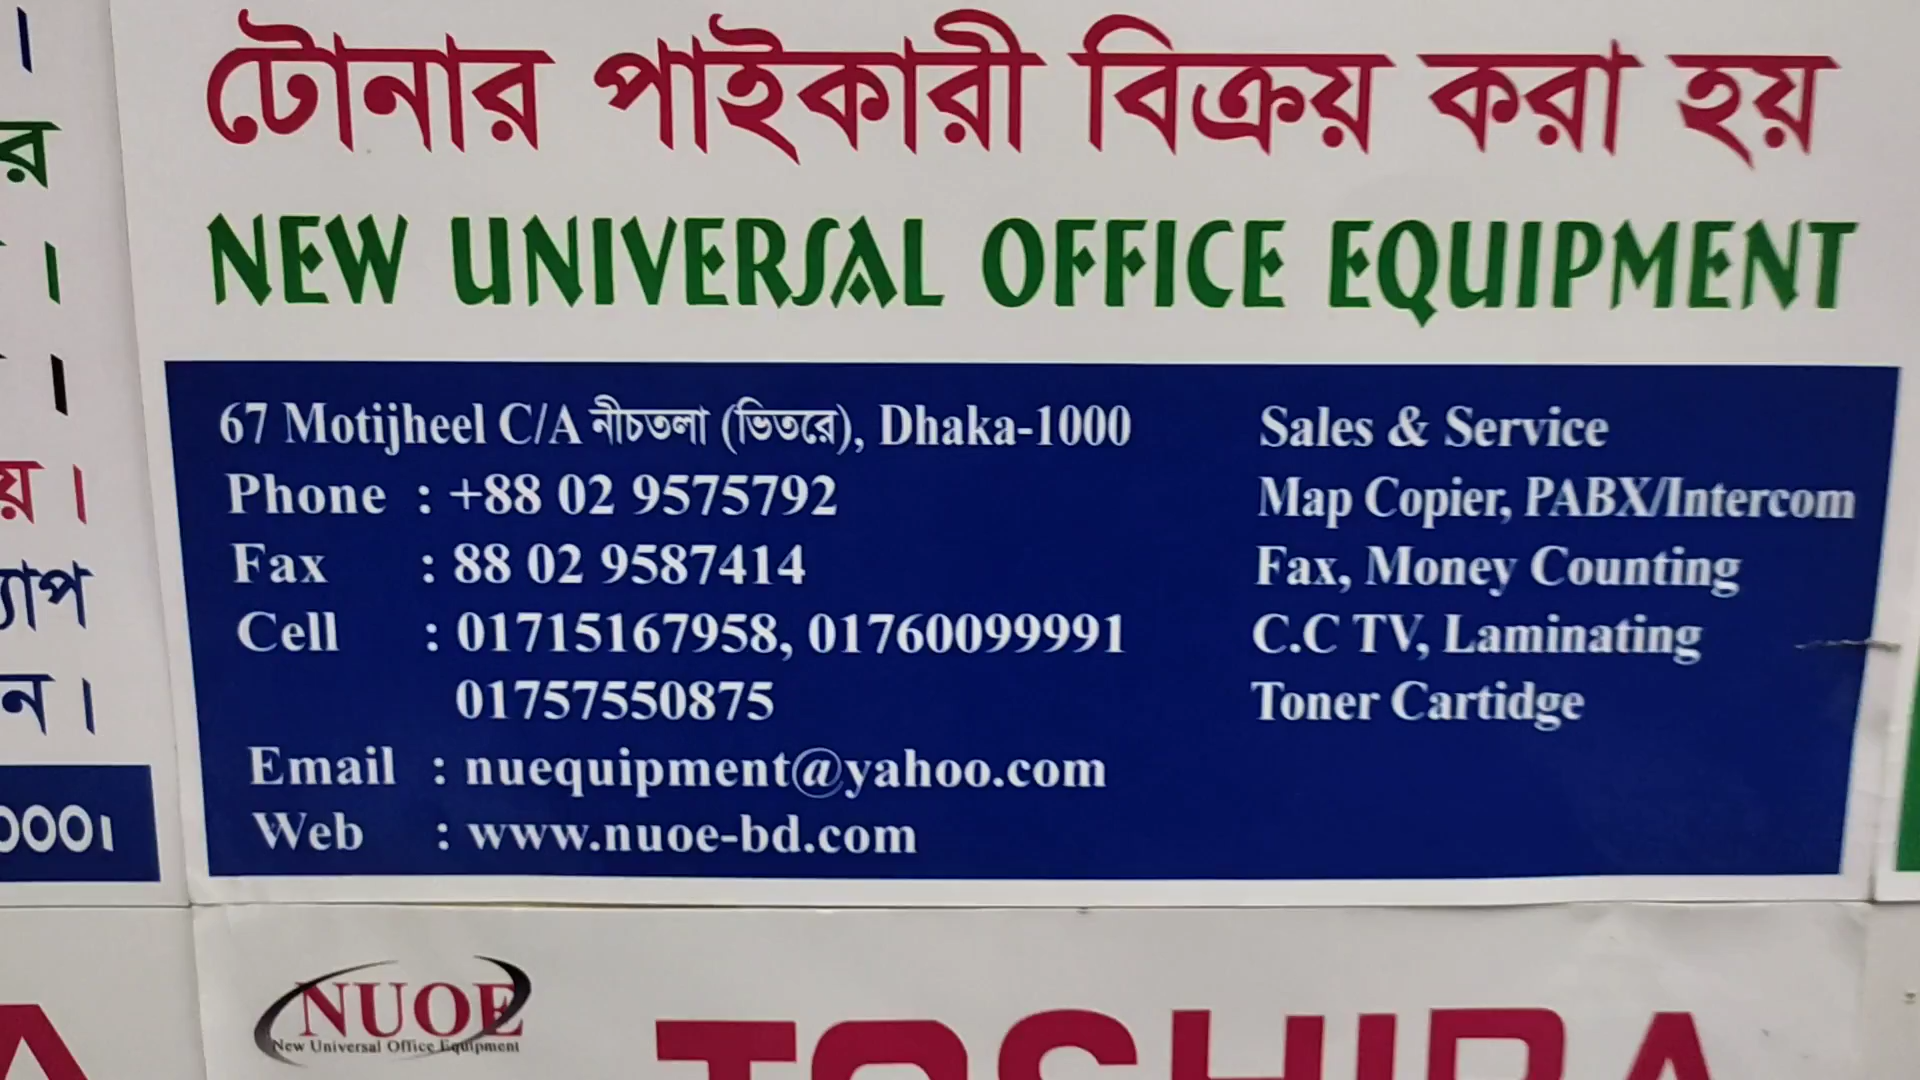 টোনার পাইকারী বিক্রয় করা হয়
NEW UNIVERSAL OFFICE EQUIPMENT
67 Motijheel C/A নীচতলা (ভিতরে), Dhaka-1000
Phone : +88 02 9575792
Fax : 88 02 9587414
Cell : 01715167958, 01760099991
01757550875
Email : nuequipment@yahoo.com
Web : www.nuoe-bd.com
Sales & Service
Map Copier, PABX/Intercom
Fax, Money Counting
C.C TV, Laminating
Toner Cartidge
NUOE
New Universal Office Equipment
TOSHIBA